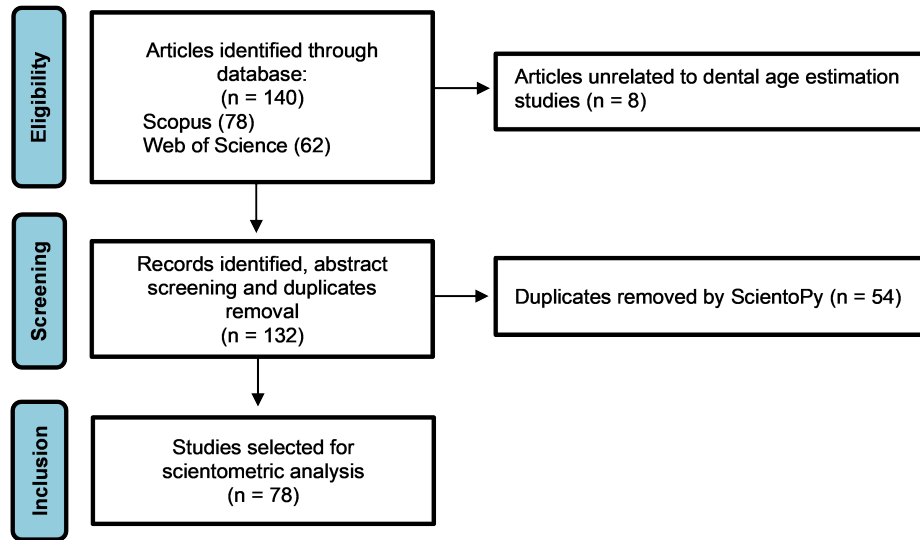 Eligibility
Articles identified through
database:
(n = 140)
Scopus (78)
Web of Science (62)
Articles unrelated to dental age estimation
studies (n = 8)
Screening
Records identified, abstract
screening and duplicates
removal
(n = 132)
Duplicates removed by ScientoPy (n = 54)
Inclusion
Studies selected for
scientometric analysis
(n = 78)